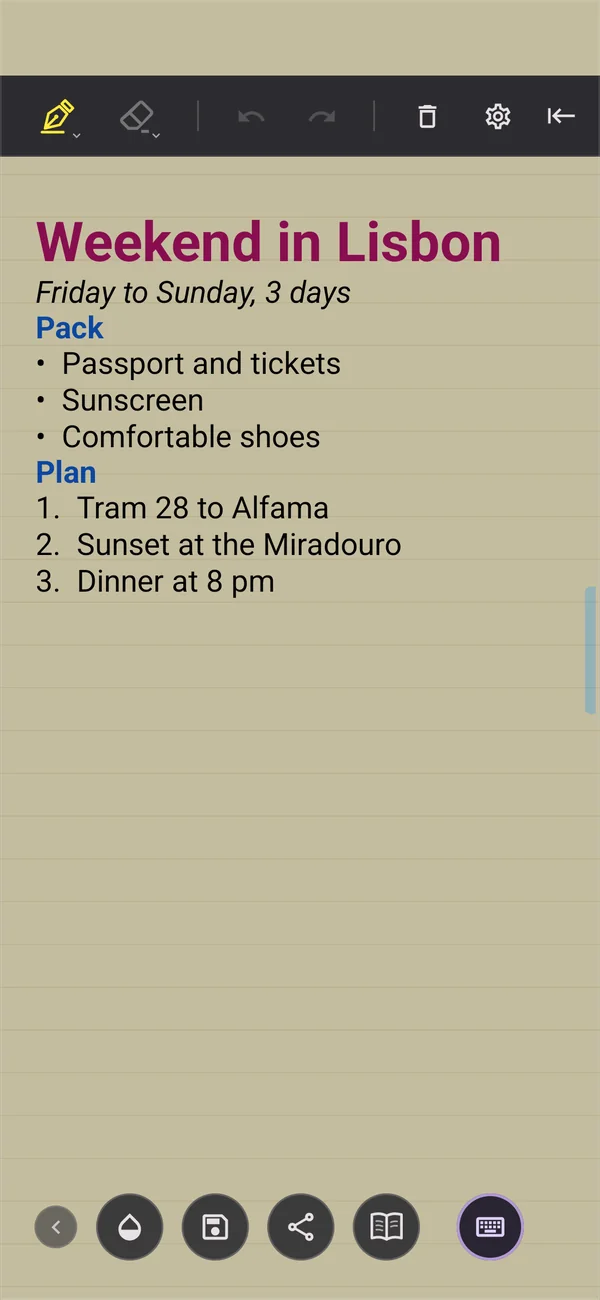 Weekend in Lisbon
Friday to Sunday, 3 days
Pack
• Passport and tickets
• Sunscreen
• Comfortable shoes
Plan
1. Tram 28 to Alfama
2. Sunset at the Miradouro
3. Dinner at 8 pm